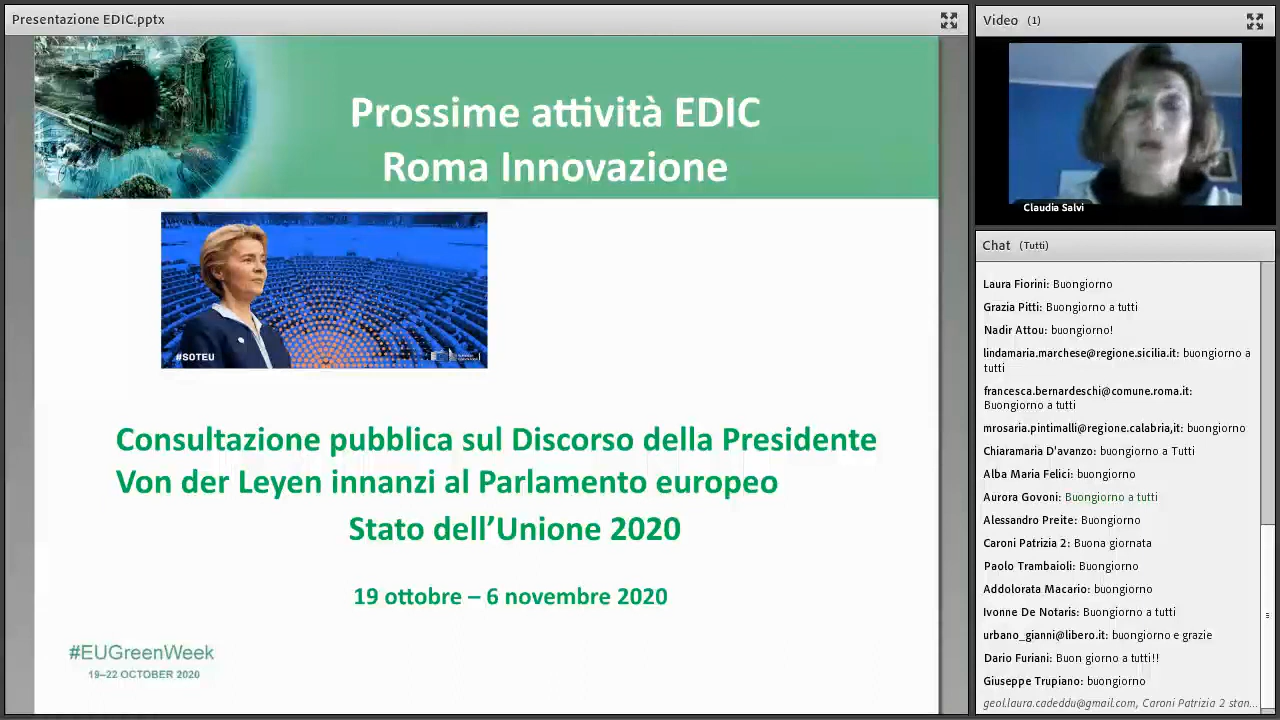 Presentazione EDIC.pptx
Prossime attività EDIC
Roma Innovazione
#SOTEU
Consultazione pubblica sul Discorso della Presidente
Von der Leyen innanzi al Parlamento europeo
Stato dell’Unione 2020
19 ottobre – 6 novembre 2020
#EUGreenWeek
19–22 OCTOBER 2020
Video (1)
Claudia Salvi
Chat (Tutti)
Laura Fiorini: Buongiorno
Grazia Pitti: Buongiorno a tutti
Nadir Attou: buongiorno!
lindamaria.marchese@regione.sicilia.it: buongiorno a
tutti
francesca.bernardeschi@comune.roma.it:
Buongiorno a tutti
mrosaria.pintimalli@regione.calabria,it: buongiorno
Chiaramaria D'avanzo: buongiorno a Tutti
Alba Maria Felici: buongiorno
Aurora Govoni: Buongiorno a tutti
Alessandro Preite: Buongiorno
Caroni Patrizia 2: Buona giornata
Paolo Trambaioli: Buongiorno
Addolorata Macario: buongiorno
Ivonne De Notaris: Buongiorno a tutti
urbano_gianni@libero.it: buongiorno e grazie
Dario Furiani: Buon giorno a tutti!!
Giuseppe Trupiano: buongiorno
geol.laura.cadeddu@gmail.com, Caroni Patrizia 2 stan...